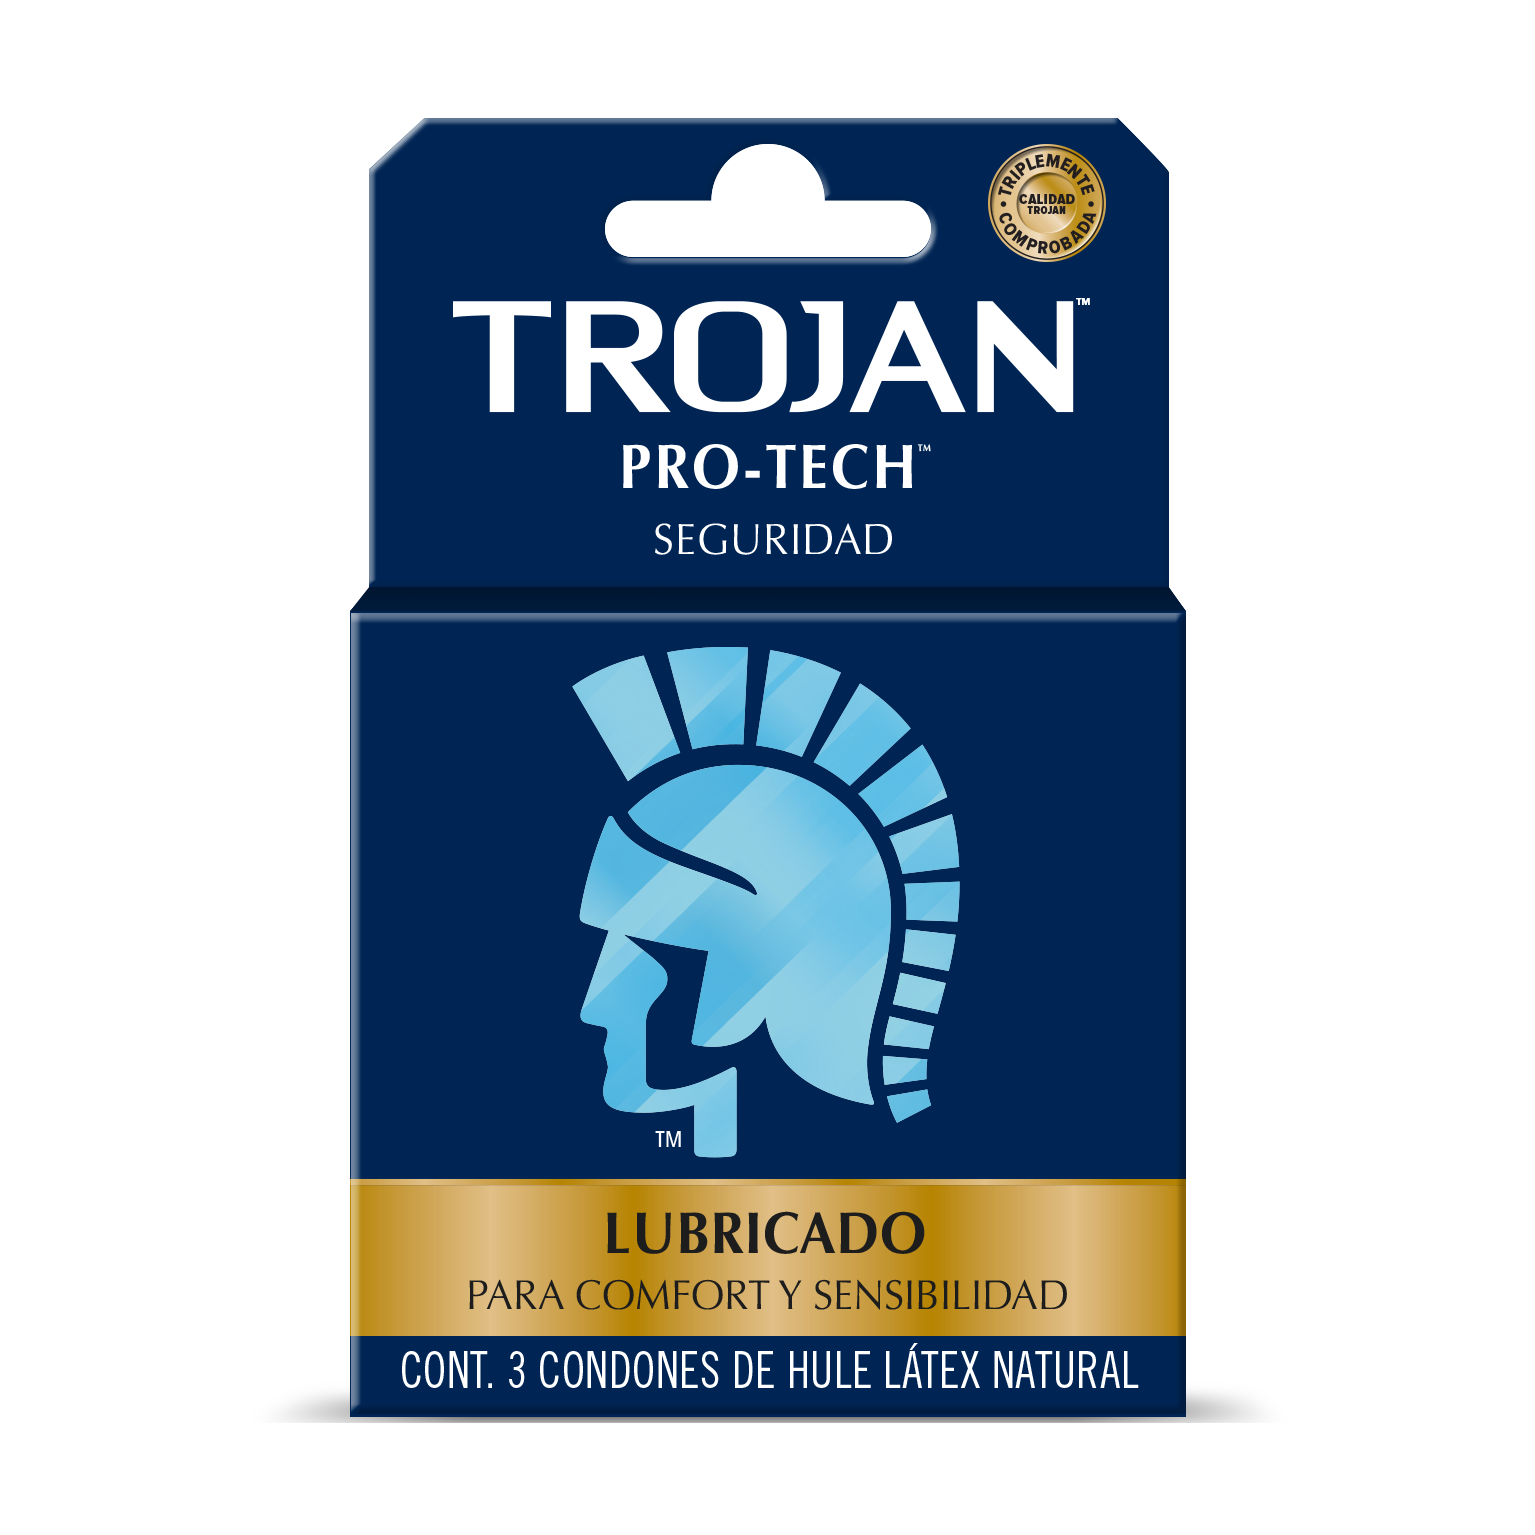 TRIPLEMENTE
CALIDAD
TROJAN
COMPROBADA
TROJAN™
PRO-TECH™
SEGURIDAD
TM
LUBRICADO
PARA COMFORT Y SENSIBILIDAD
CONT. 3 CONDONES DE HULE LÁTEX NATURAL